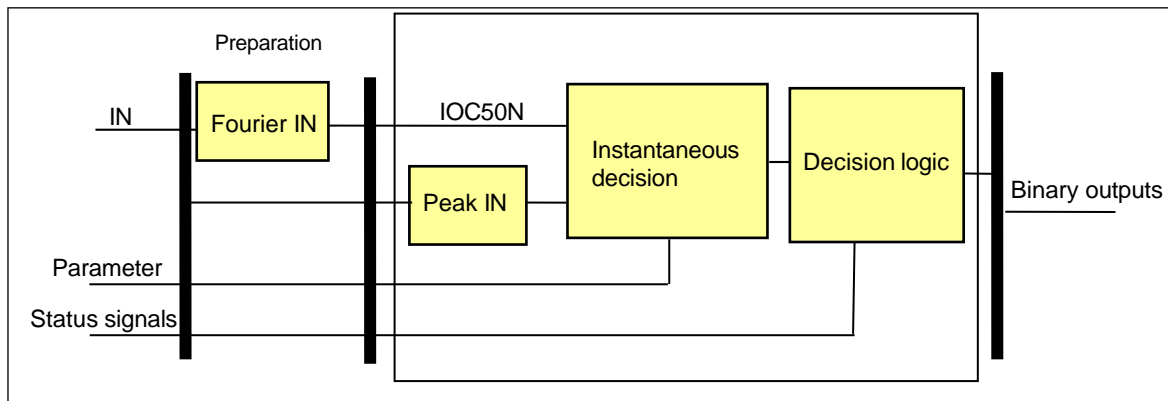 Preparation
IN
Fourier IN
IOC50N
Instantaneous
decision
Decision logic
Peak IN
Binary outputs
Parameter
Status signals